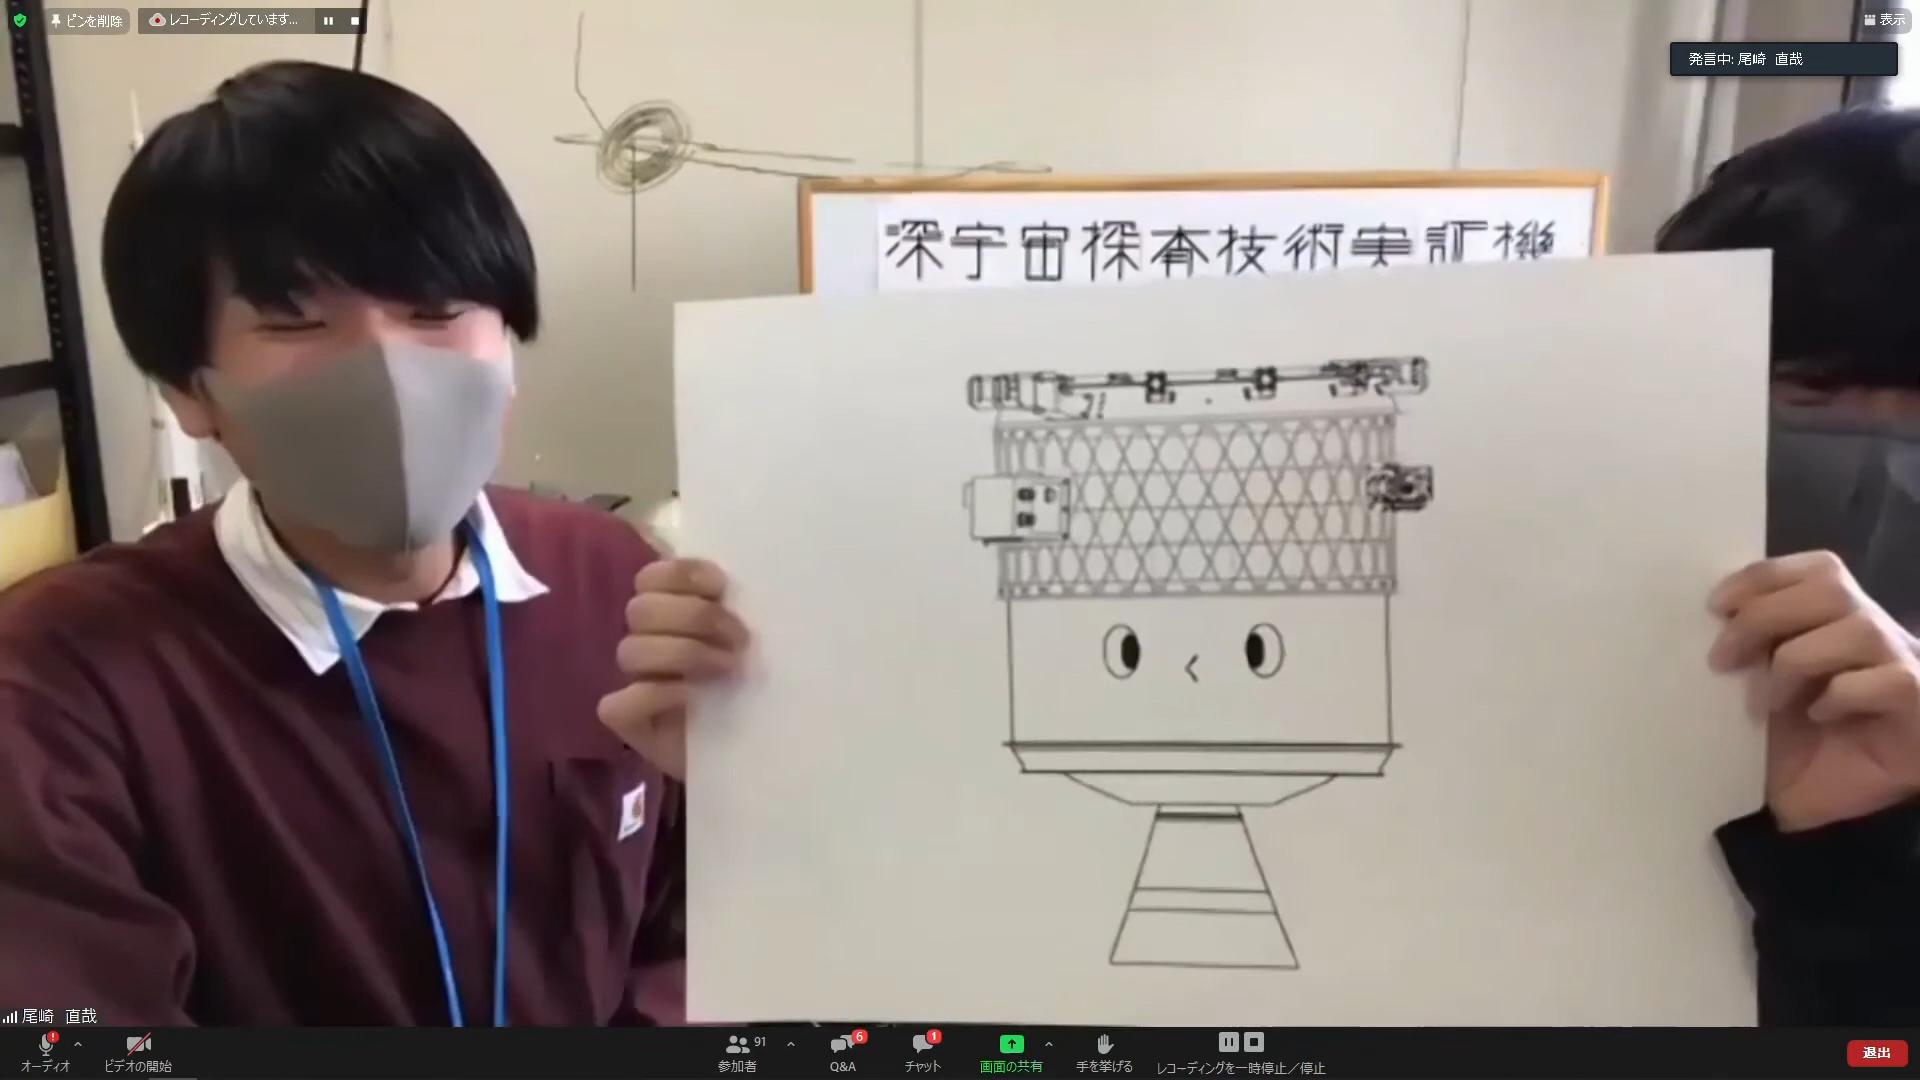 ピンを削除
レコーディングしています...
表示
発言中: 尾崎 直哉
深宇宙探査技術実証機
尾崎 直哉
オーディオ
ビデオの開始
91
参加者
6
Q&A
1
チャット
画面の共有
手を挙げる
レコーディングを一時停止/停止
退出